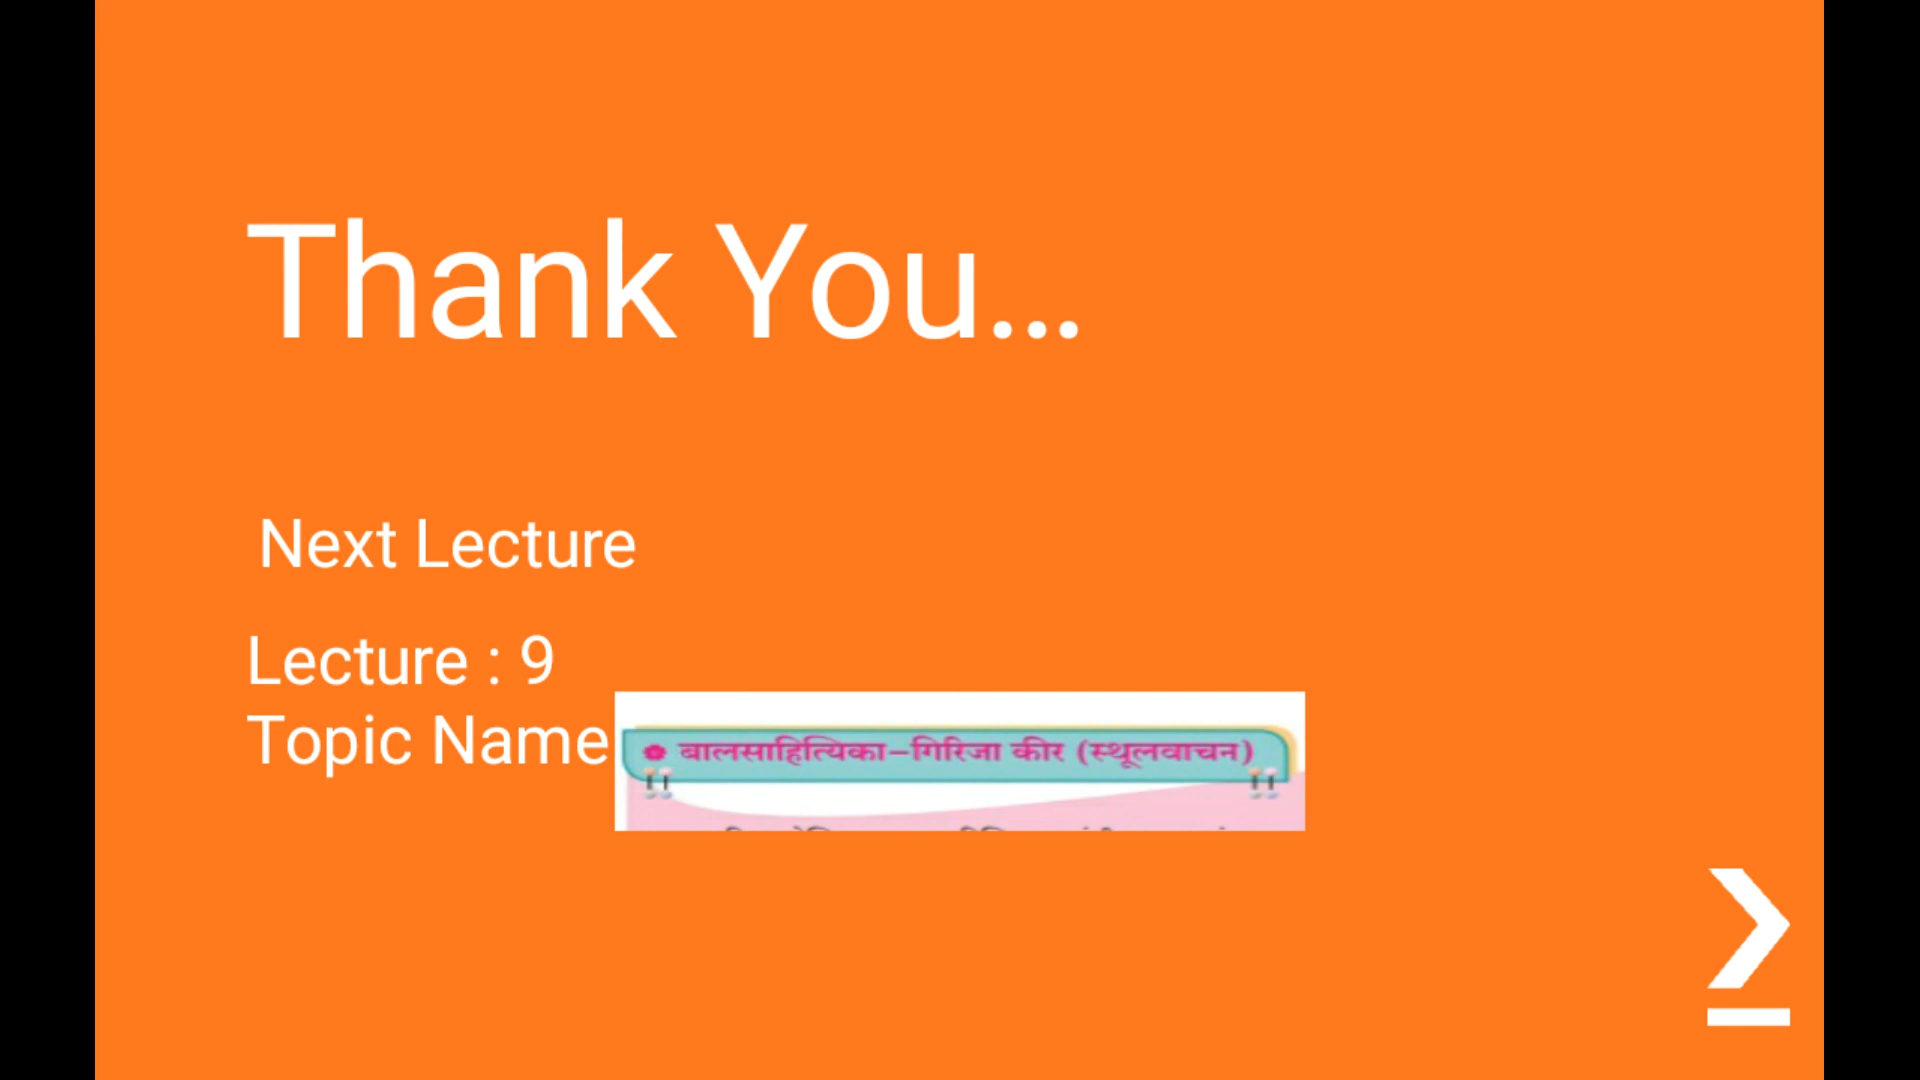 Thank You...
Next Lecture
Lecture : 9
Topic Name
बालसाहित्यिका–गिरिजा कीर (स्थूलवाचन)